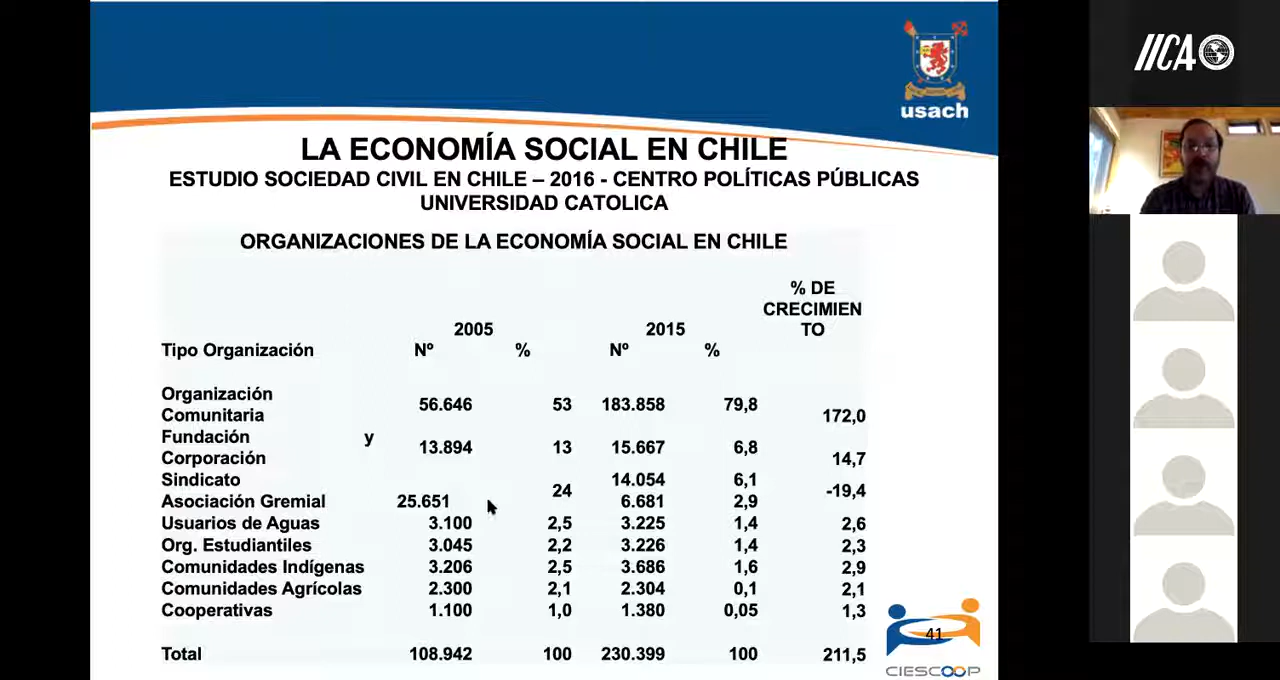 IICA
usach
LA ECONOMÍA SOCIAL EN CHILE
ESTUDIO SOCIEDAD CIVIL EN CHILE – 2016 - CENTRO POLÍTICAS PÚBLICAS
UNIVERSIDAD CATOLICA
ORGANIZACIONES DE LA ECONOMÍA SOCIAL EN CHILE
% DE
CRECIMIEN
2005 2015 TO
Tipo Organización Nº % Nº %
Organización
56.646 53 183.858 79,8
Comunitaria 172,0
Fundación y
13.894 13 15.667 6,8
Corporación 14,7
Sindicato 14.054 6,1
24 -19,4
Asociación Gremial 25.651 6.681 2,9
Usuarios de Aguas 3.100 2,5 3.225 1,4 2,6
Org. Estudiantiles 3.045 2,2 3.226 1,4 2,3
Comunidades Indígenas 3.206 2,5 3.686 1,6 2,9
Comunidades Agrícolas 2.300 2,1 2.304 0,1 2,1
Cooperativas 1.100 1,0 1.380 0,05 1,3
41
Total 108.942 100 230.399 100 211,5
CIESCOOP